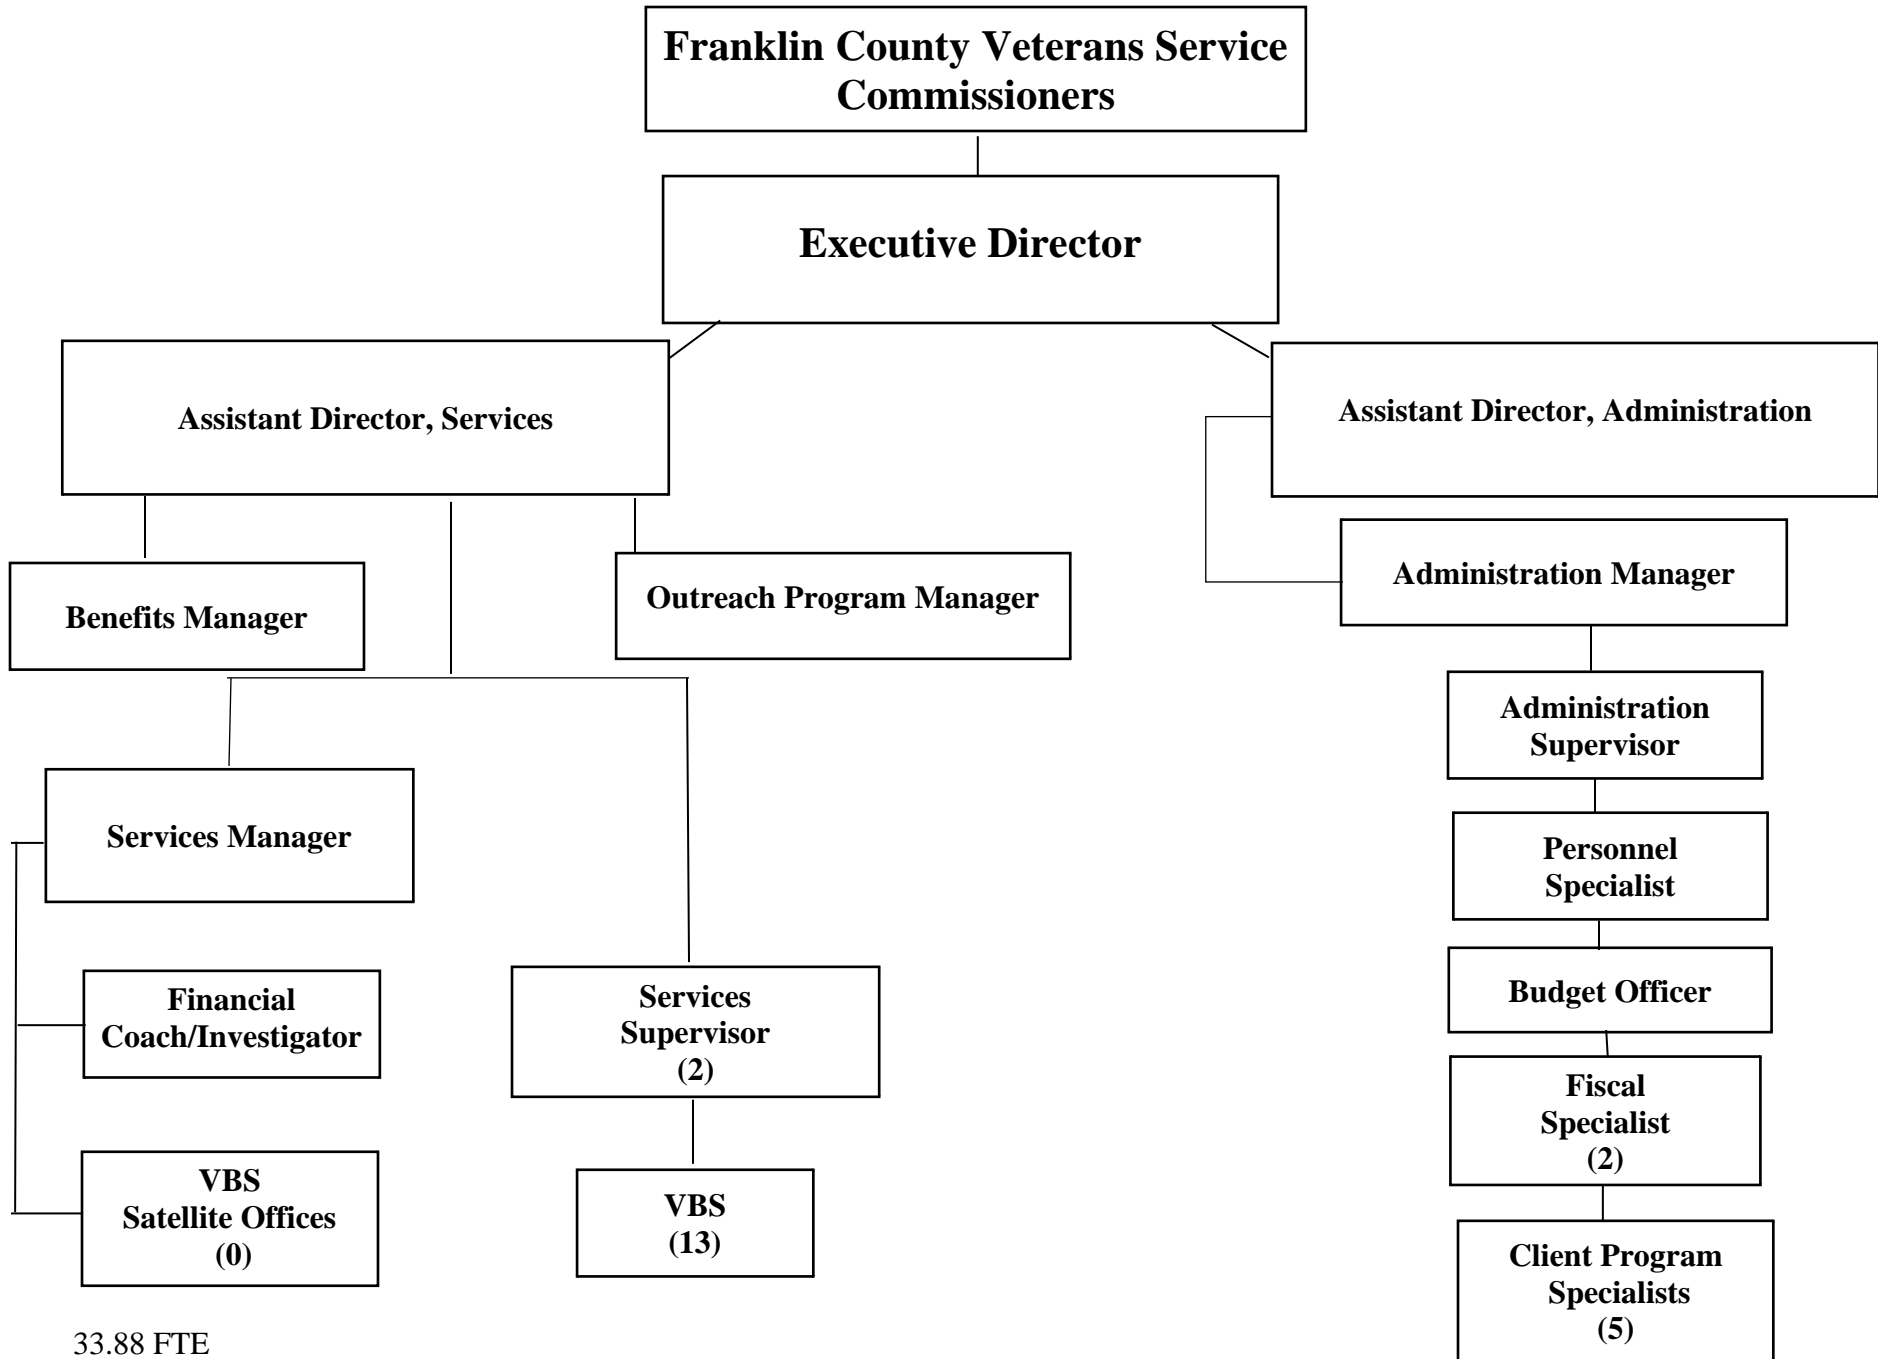 Franklin County Veterans Service
Commissioners
Executive Director
Assistant Director, Services
Assistant Director, Administration
Benefits Manager
Outreach Program Manager
Administration Manager
Services Manager
Administration
Supervisor
Personnel
Specialist
Financial
Coach/Investigator
Services
Supervisor
(2)
Budget Officer
VBS
Satellite Offices
(0)
VBS
(13)
Fiscal
Specialist
(2)
Client Program
Specialists
(5)
33.88 FTE